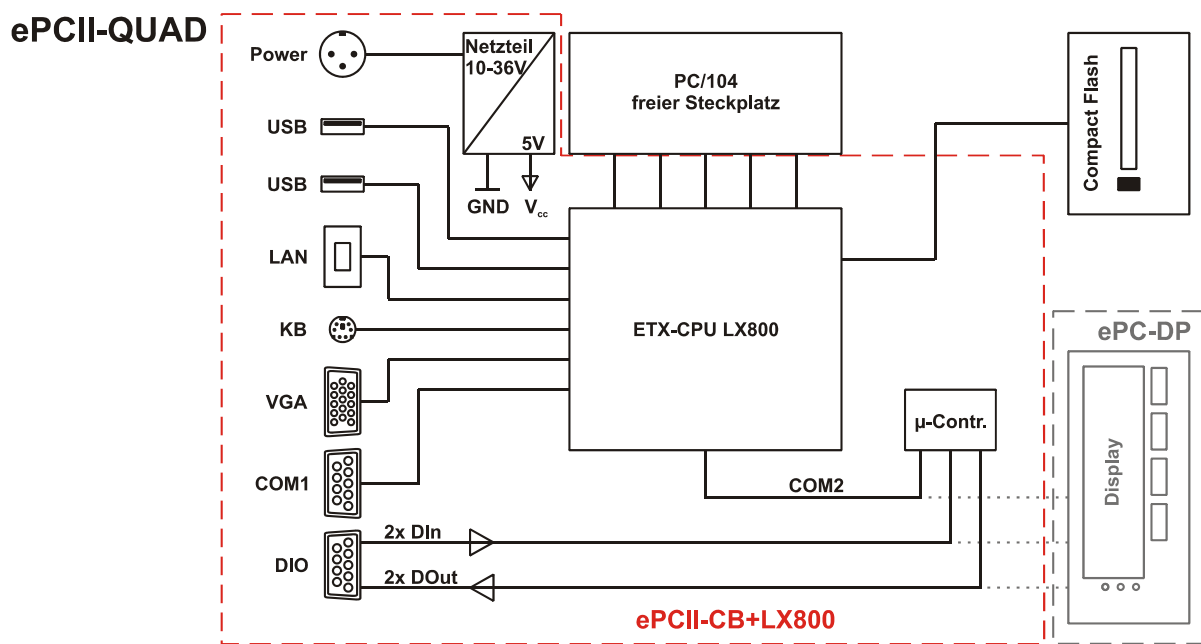 ePCII-QUAD
Power
Netzteil
10-36V
5V
GND
Vcc
PC/104
freier Steckplatz
Compact Flash
USB
USB
LAN
KB
VGA
COM1
DIO
ETX-CPU LX800
µ-Contr.
COM2
2x DIn
2x DOut
ePC-DP
Display
ePCII-CB+LX800